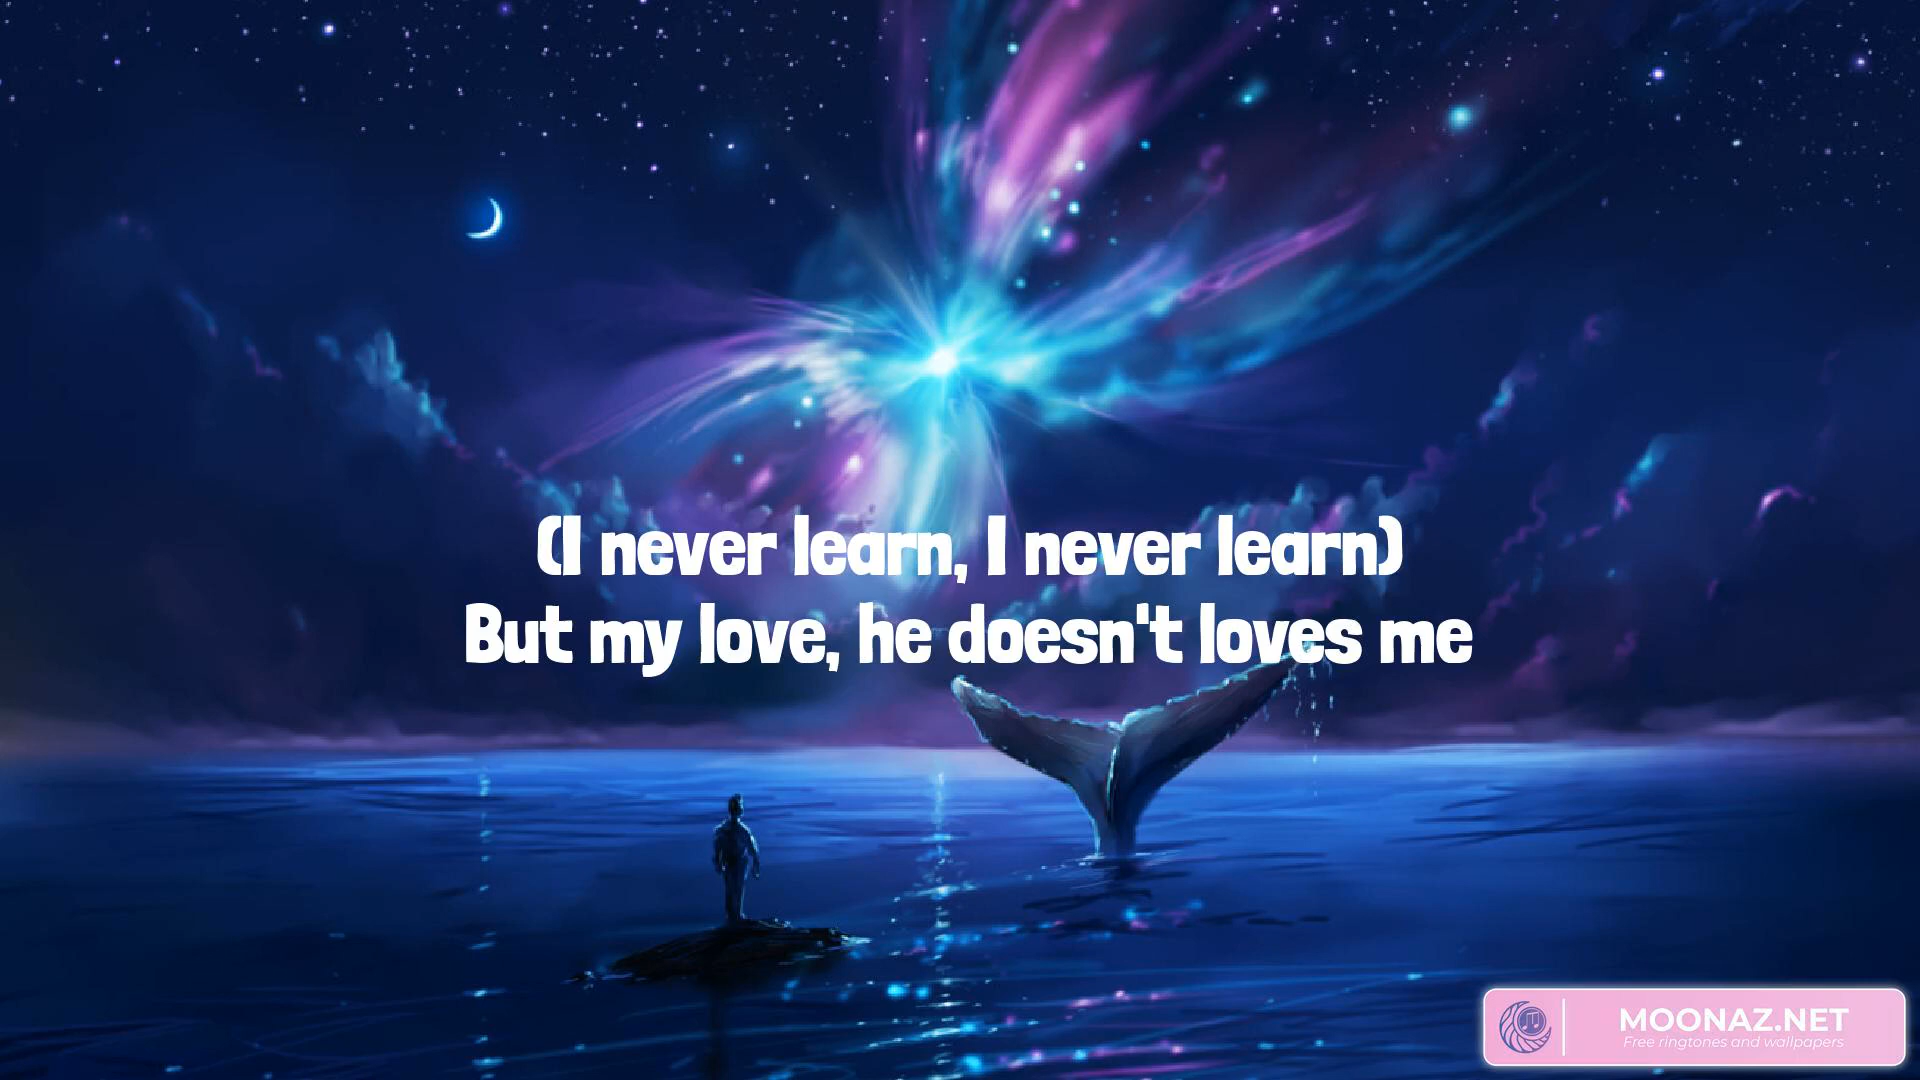 (I never learn, I never learn)
But my love, he doesn't loves me
MOONAZ.NET
Free ringtones and wallpapers